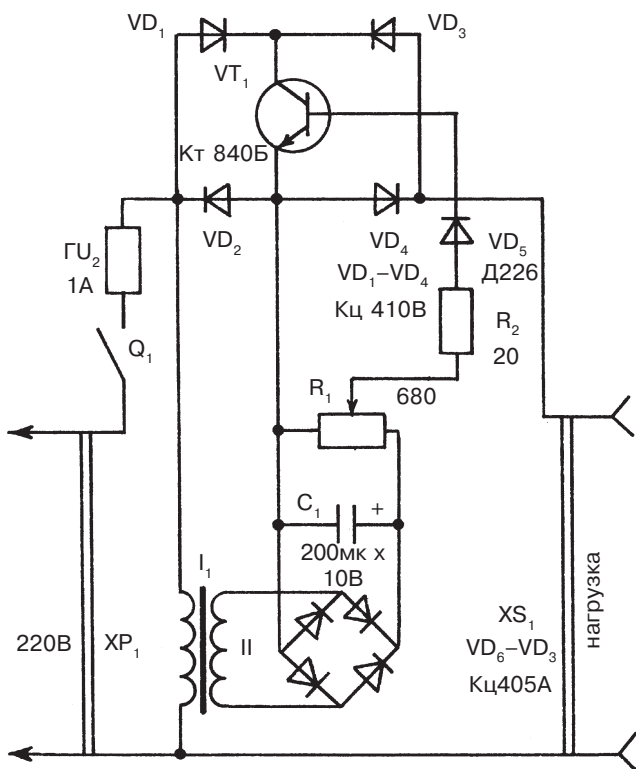 VD₁
VD₃
VT₁
Кт 840Б
VD₂
VD₄
VD₅
ГU₂
1А
VD₁–VD₄
Д226
Кц 410В
R₂
20
Q₁
R₁
680
C₁
+
200мк х
10В
I₁
II
220В
XP₁
XS₁
VD₆–VD₃
Кц405А
нагрузка